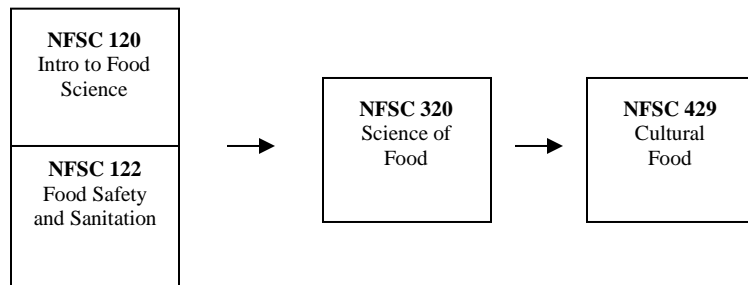 NFSC 120
Intro to Food
Science
NFSC 122
Food Safety
and Sanitation
NFSC 320
Science of
Food
NFSC 429
Cultural
Food